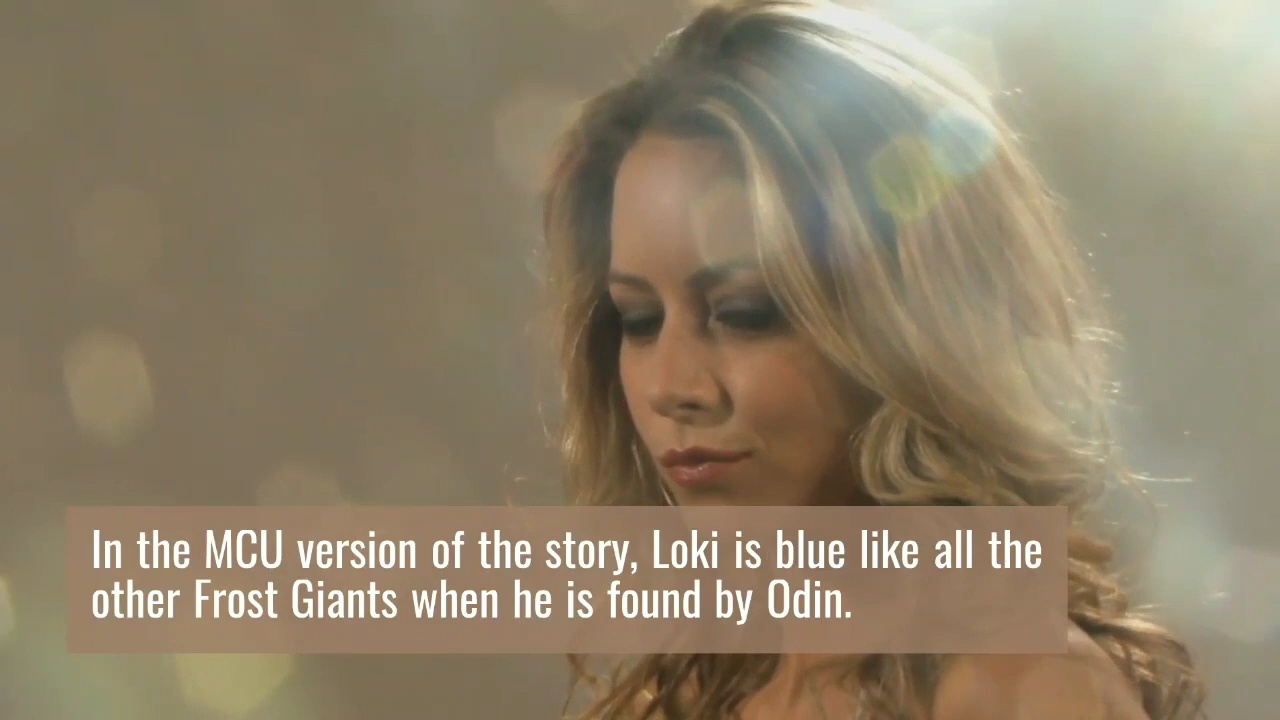 In the MCU version of the story, Loki is blue like all the
other Frost Giants when he is found by Odin.